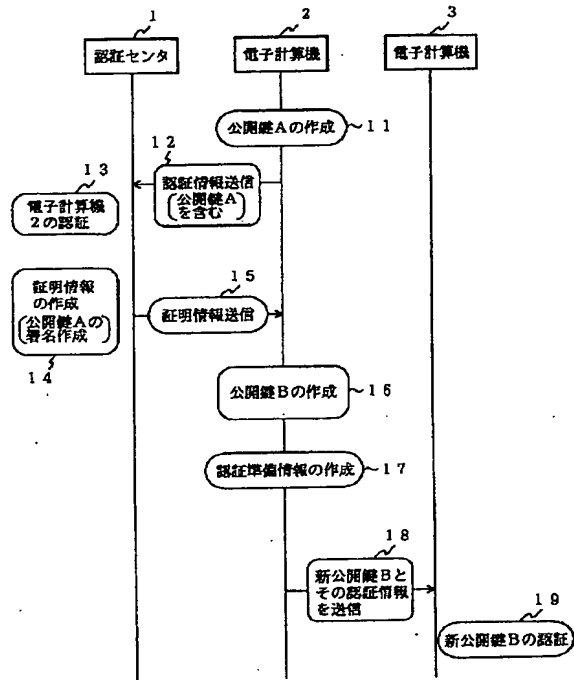 1
2
3
認証センタ
電子計算機
電子計算機
公開鍵Aの作成
11
12
認証情報送信
(公開鍵A
を含む)
13
電子計算機
2の認証
証明情報
の作成
(公開鍵Aの
署名作成)
14
15
証明情報送信
公開鍵Bの作成
16
認証準備情報の作成
17
18
新公開鍵Bと
その認証情報
を送信
19
新公開鍵Bの認証